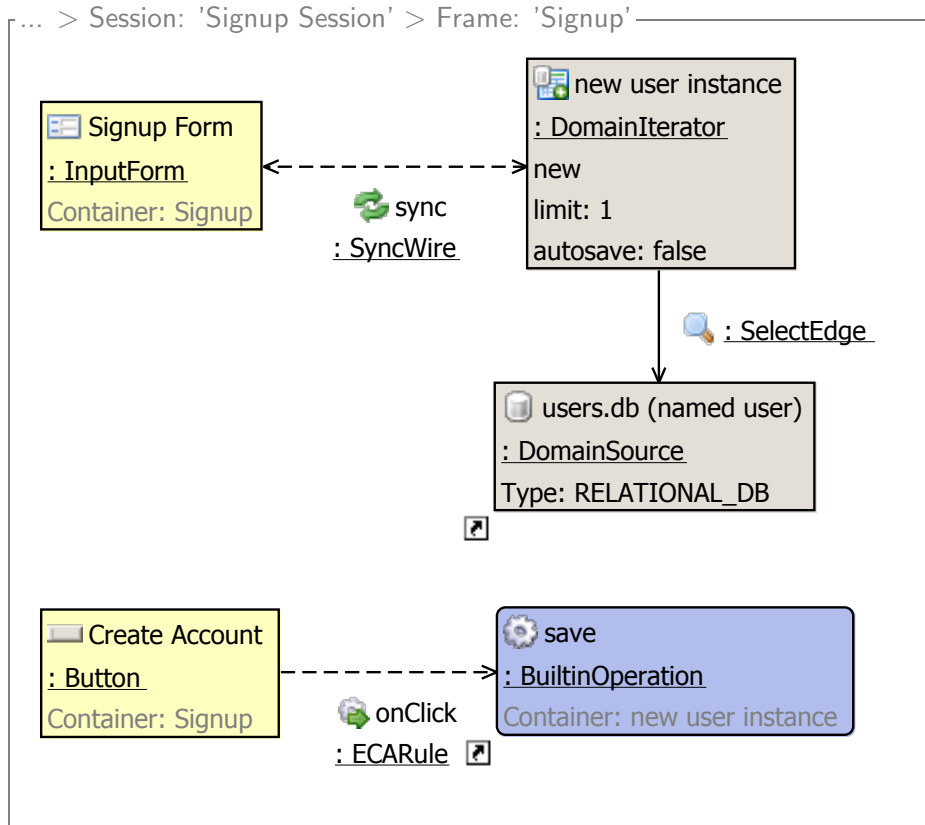 ... > Session: 'Signup Session' > Frame: 'Signup'
new user instance
: DomainIterator
new
limit: 1
autosave: false
Signup Form
: InputForm
Container: Signup
sync
: SyncWire
: SelectEdge
users.db (named user)
: DomainSource
Type: RELATIONAL_DB
Create Account
: Button
Container: Signup
onClick
: ECARule
save
: BuiltinOperation
Container: new user instance